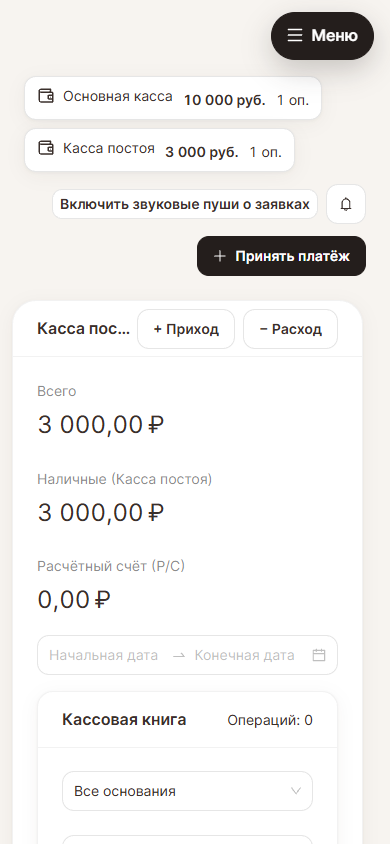 Меню
Основная касса 10 000 руб. 1 оп.
Касса постоя 3 000 руб. 1 оп.
Включить звуковые пуши о заявках
+ Принять платёж
Касса пос... + Приход − Расход
Всего
3 000,00 ₽
Наличные (Касса постоя)
3 000,00 ₽
Расчётный счёт (Р/С)
0,00 ₽
Начальная дата → Конечная дата
Кассовая книга Операций: 0
Все основания